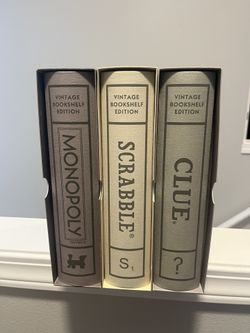 VINTAGE
BOOKSHELF
EDITION
MONOPOLY
VINTAGE
BOOKSHELF
EDITION
SCRABBLE®
S1
VINTAGE
BOOKSHELF
EDITION
CLUE®
?